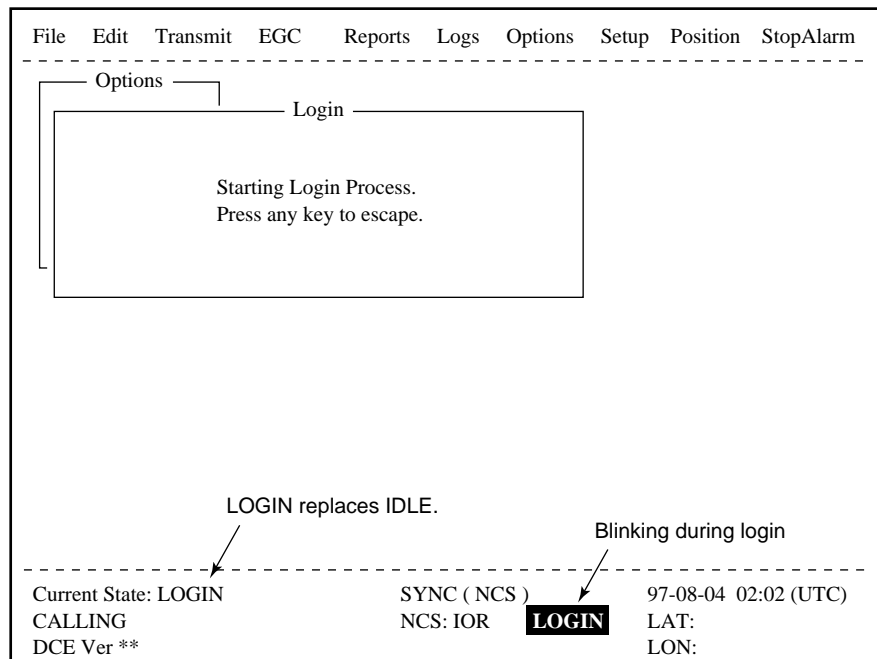 File Edit Transmit EGC Reports Logs Options Setup Position StopAlarm
Options
Login
Starting Login Process.
Press any key to escape.
LOGIN replaces IDLE.
Blinking during login
Current State: LOGIN SYNC ( NCS ) 97-08-04 02:02 (UTC)
CALLING NCS: IOR LOGIN LAT:
DCE Ver ** LON: